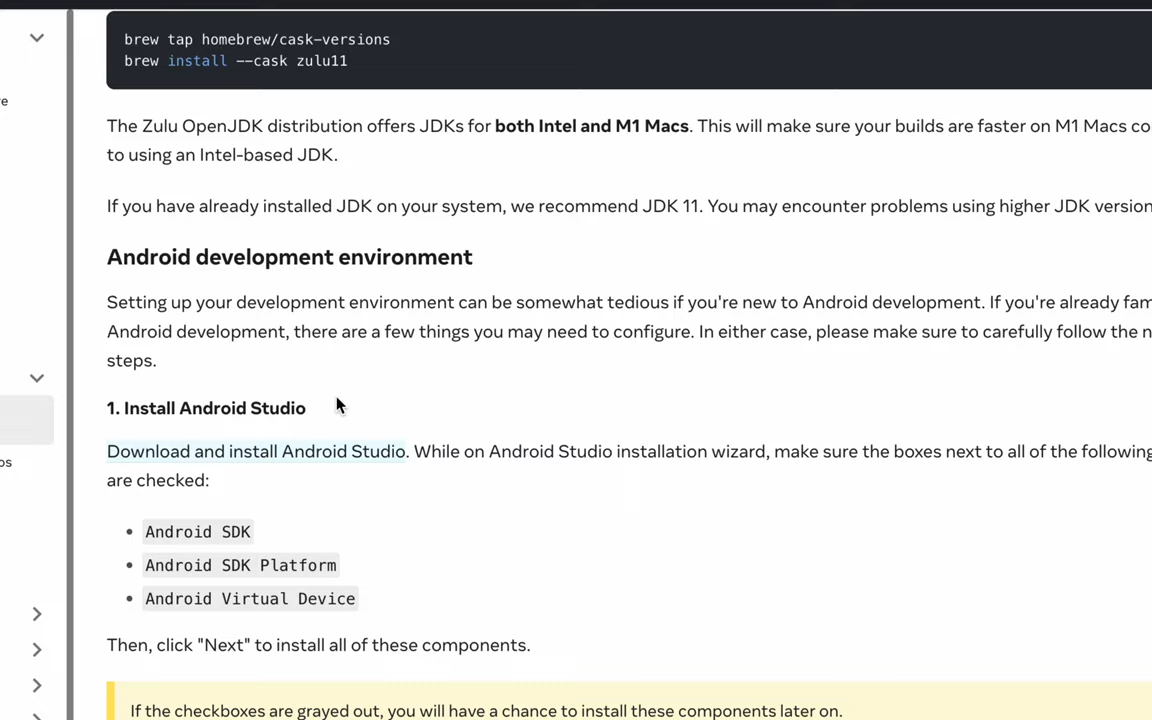 brew tap homebrew/cask-versions
brew install --cask zulu11
re
The Zulu OpenJDK distribution offers JDKs for both Intel and M1 Macs. This will make sure your builds are faster on M1 Macs co
to using an Intel-based JDK.
If you have already installed JDK on your system, we recommend JDK 11. You may encounter problems using higher JDK version
Android development environment
Setting up your development environment can be somewhat tedious if you're new to Android development. If you're already fam
Android development, there are a few things you may need to configure. In either case, please make sure to carefully follow the n
steps.
1. Install Android Studio
Download and install Android Studio. While on Android Studio installation wizard, make sure the boxes next to all of the following
os
are checked:
Android SDK
Android SDK Platform
Android Virtual Device
Then, click "Next" to install all of these components.
If the checkboxes are grayed out, you will have a chance to install these components later on.